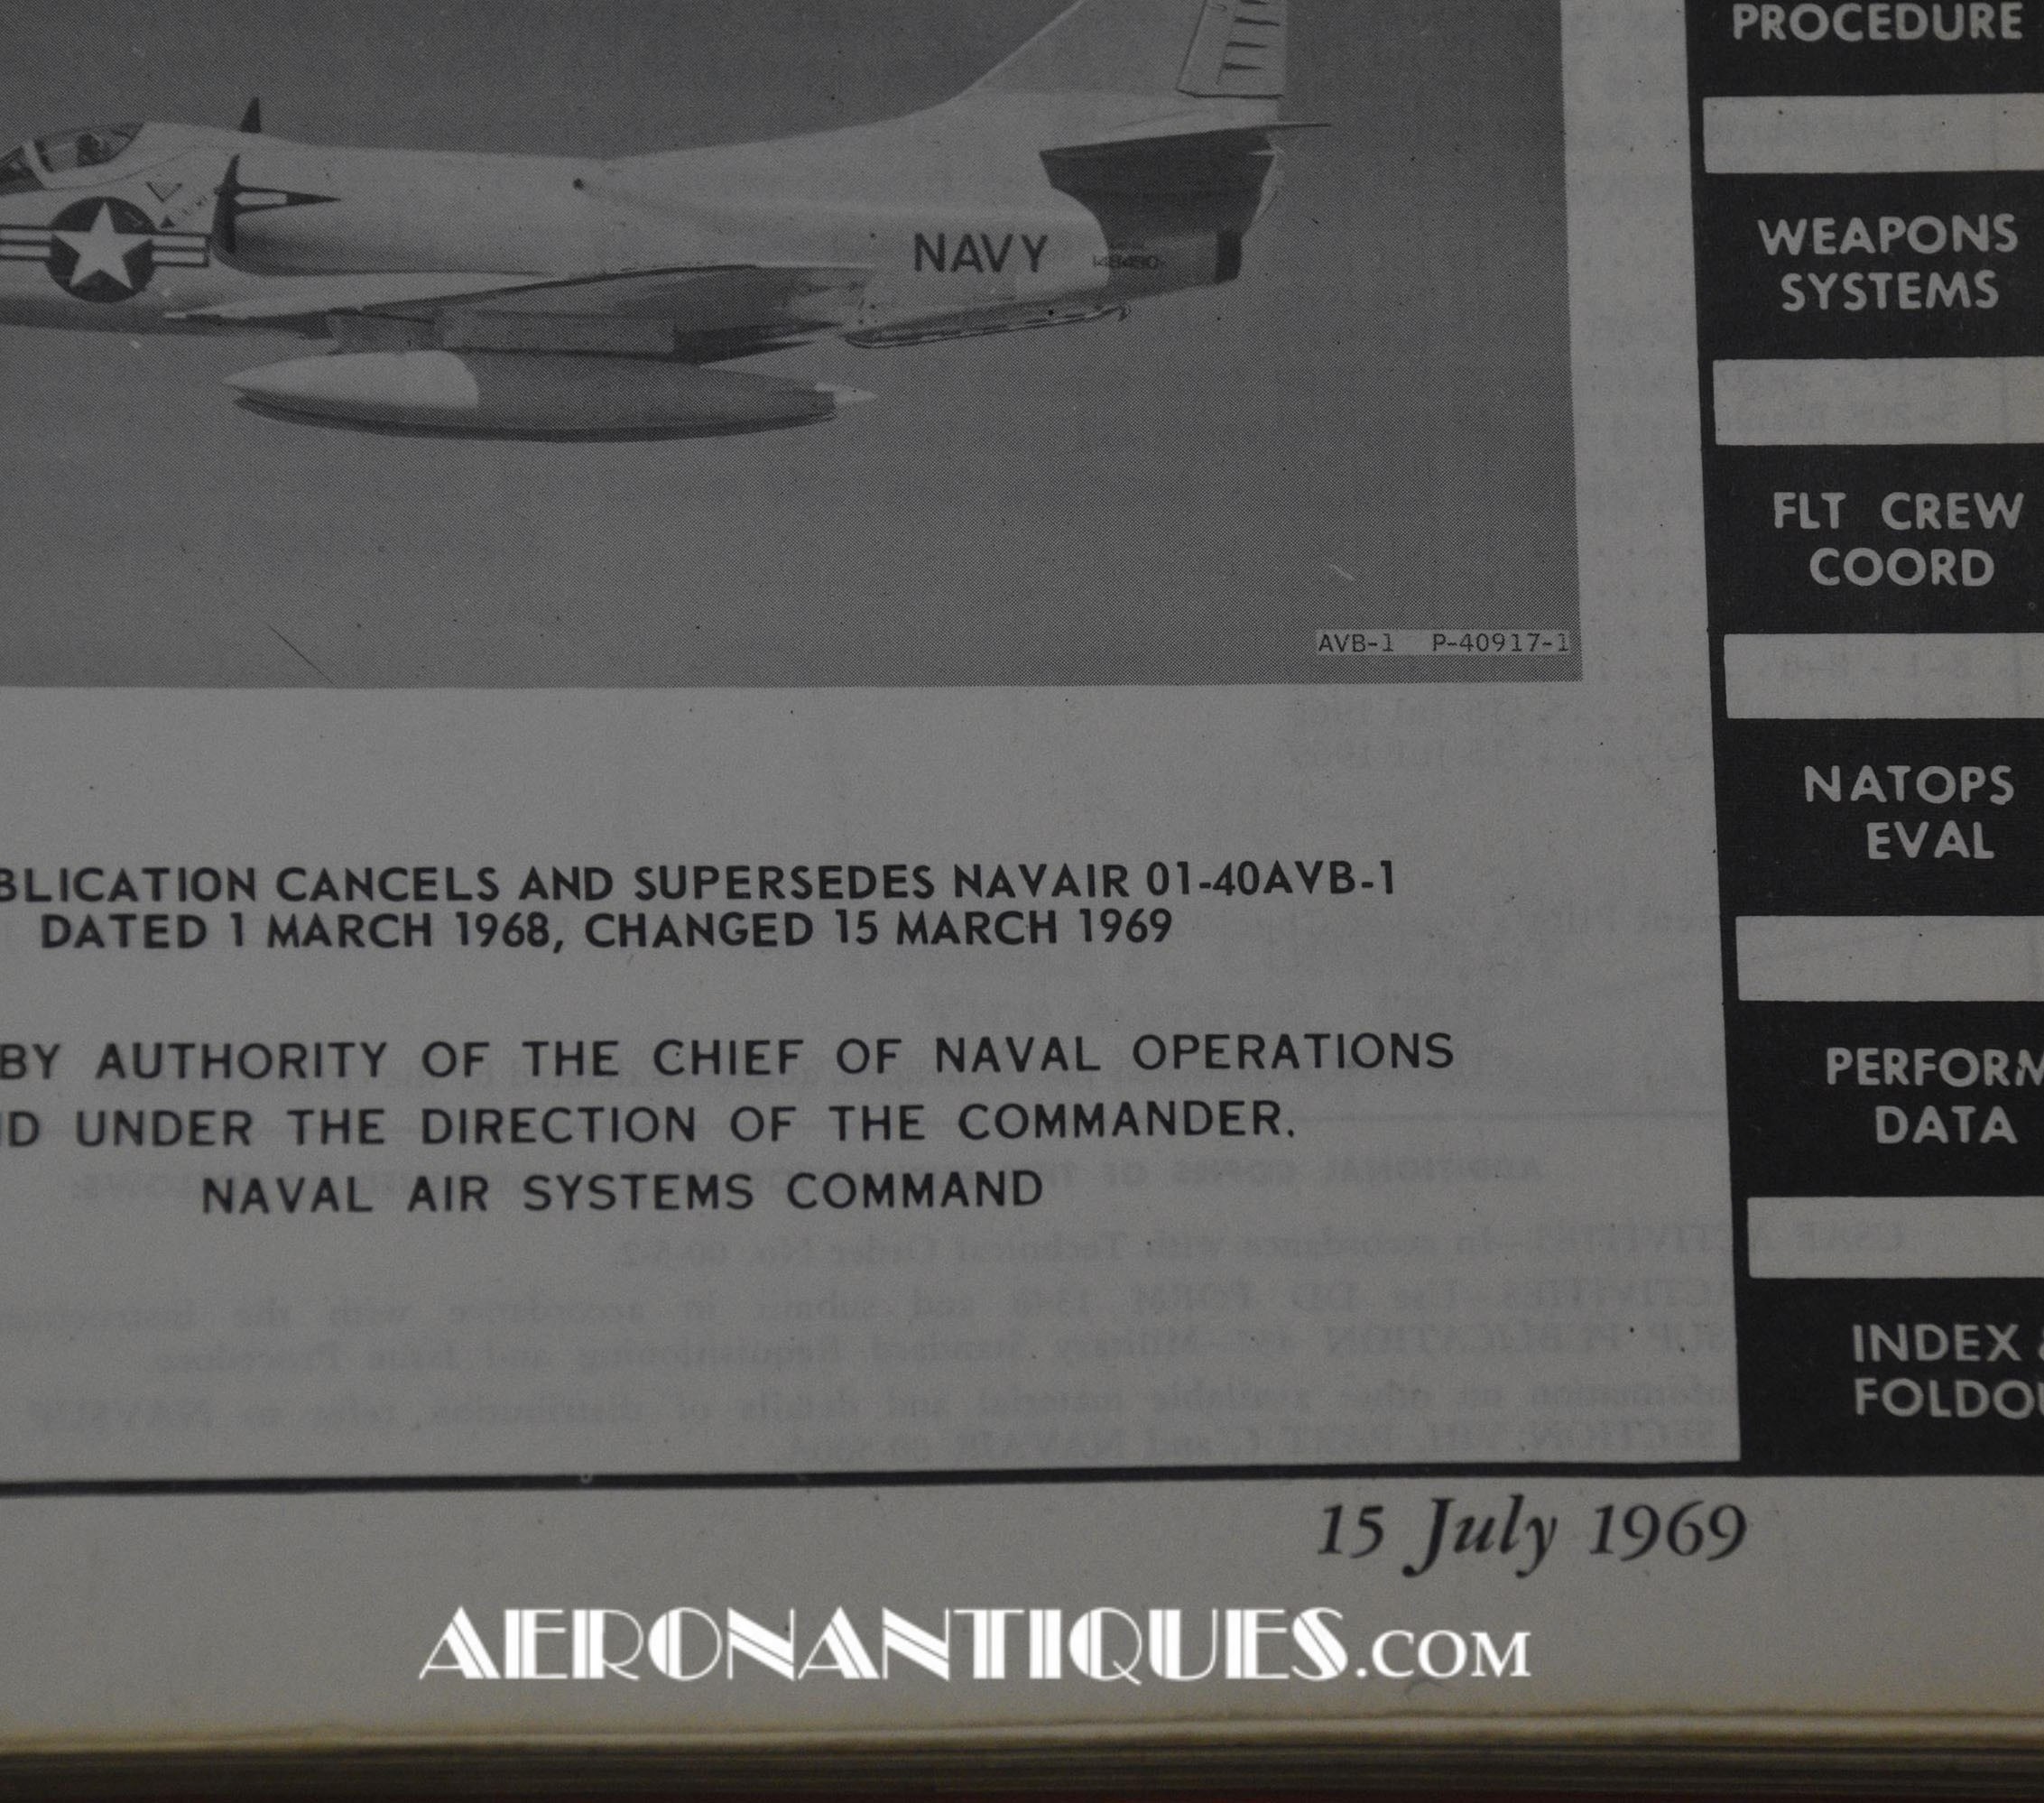 PROCEDURE
WEAPONS
SYSTEMS
FLT CREW
COORD
NATOPS
EVAL
PERFORM
DATA
INDEX &
FOLDOU
NAVY
AVB-1 P-40917-1
BLICATION CANCELS AND SUPERSEDES NAVAIR 01-40AVB-1
DATED 1 MARCH 1968, CHANGED 15 MARCH 1969
BY AUTHORITY OF THE CHIEF OF NAVAL OPERATIONS
ND UNDER THE DIRECTION OF THE COMMANDER.
NAVAL AIR SYSTEMS COMMAND
15 July 1969
AERONANTIQUES.COM